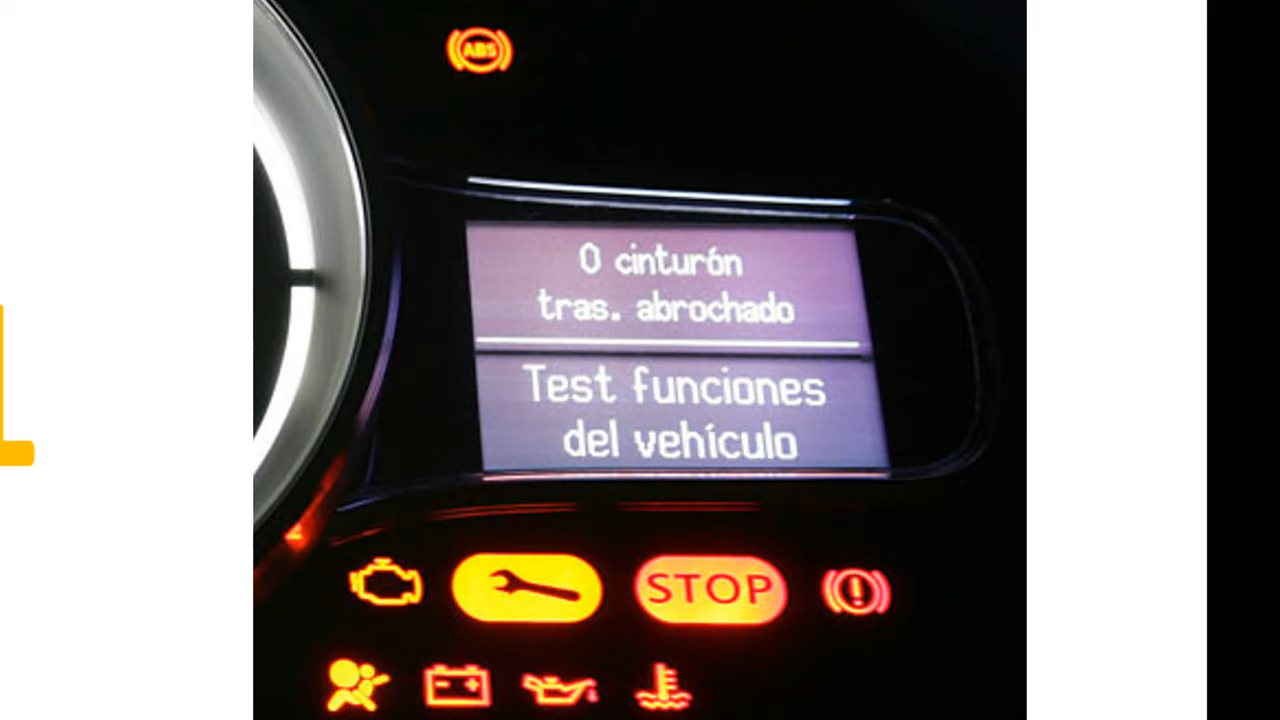 ABS
0 cinturón
tras. abrochado
Test funciones
del vehículo
STOP